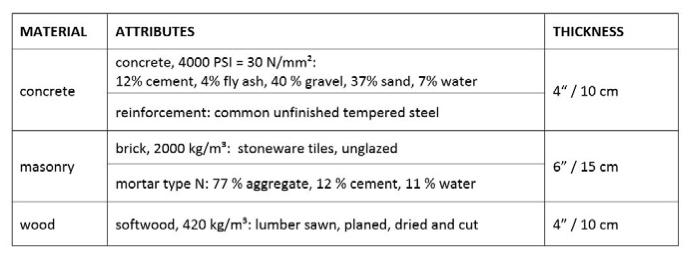 MATERIAL ATTRIBUTES THICKNESS
concrete, 4000 PSI = 30 N/mm²:
12% cement, 4% fly ash, 40 % gravel, 37% sand, 7% water
concrete 4“ / 10 cm
reinforcement: common unfinished tempered steel
brick, 2000 kg/m³: stoneware tiles, unglazed
masonry 6” / 15 cm
mortar type N: 77 % aggregate, 12 % cement, 11 % water
wood softwood, 420 kg/m³: lumber sawn, planed, dried and cut 4” / 10 cm